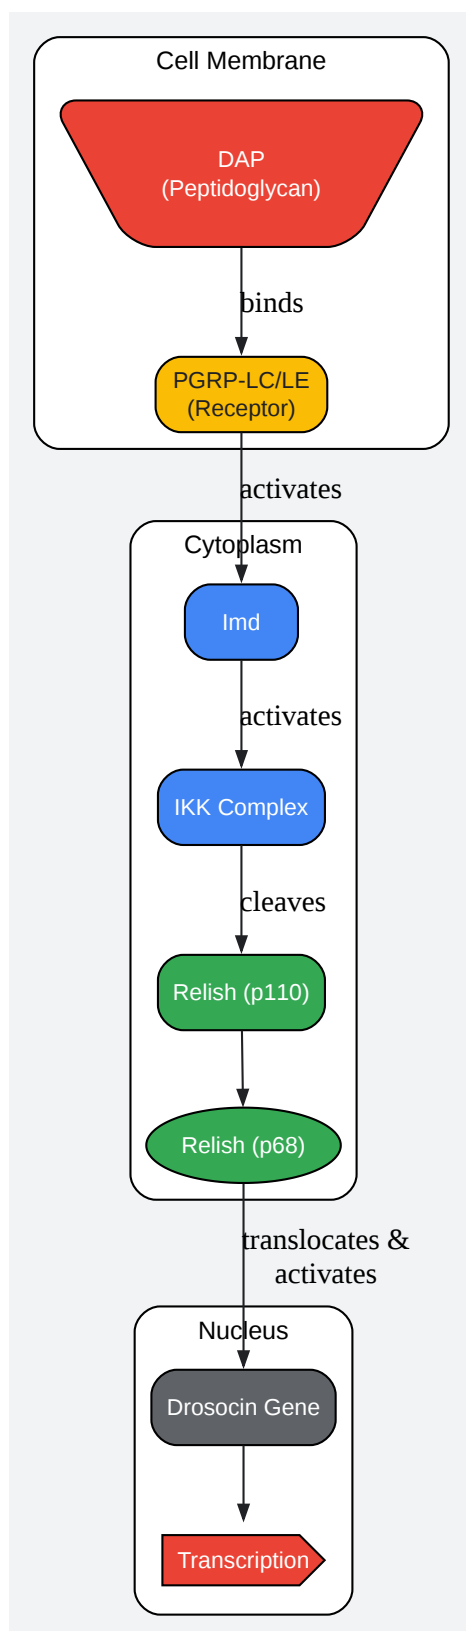 Cell Membrane
DAP
(Peptidoglycan)
binds
PGRP-LC/LE
(Receptor)
activates
Cytoplasm
Imd
activates
IKK Complex
cleaves
Relish (p110)
Relish (p68)
translocates &
activates
Nucleus
Drosocin Gene
Transcription